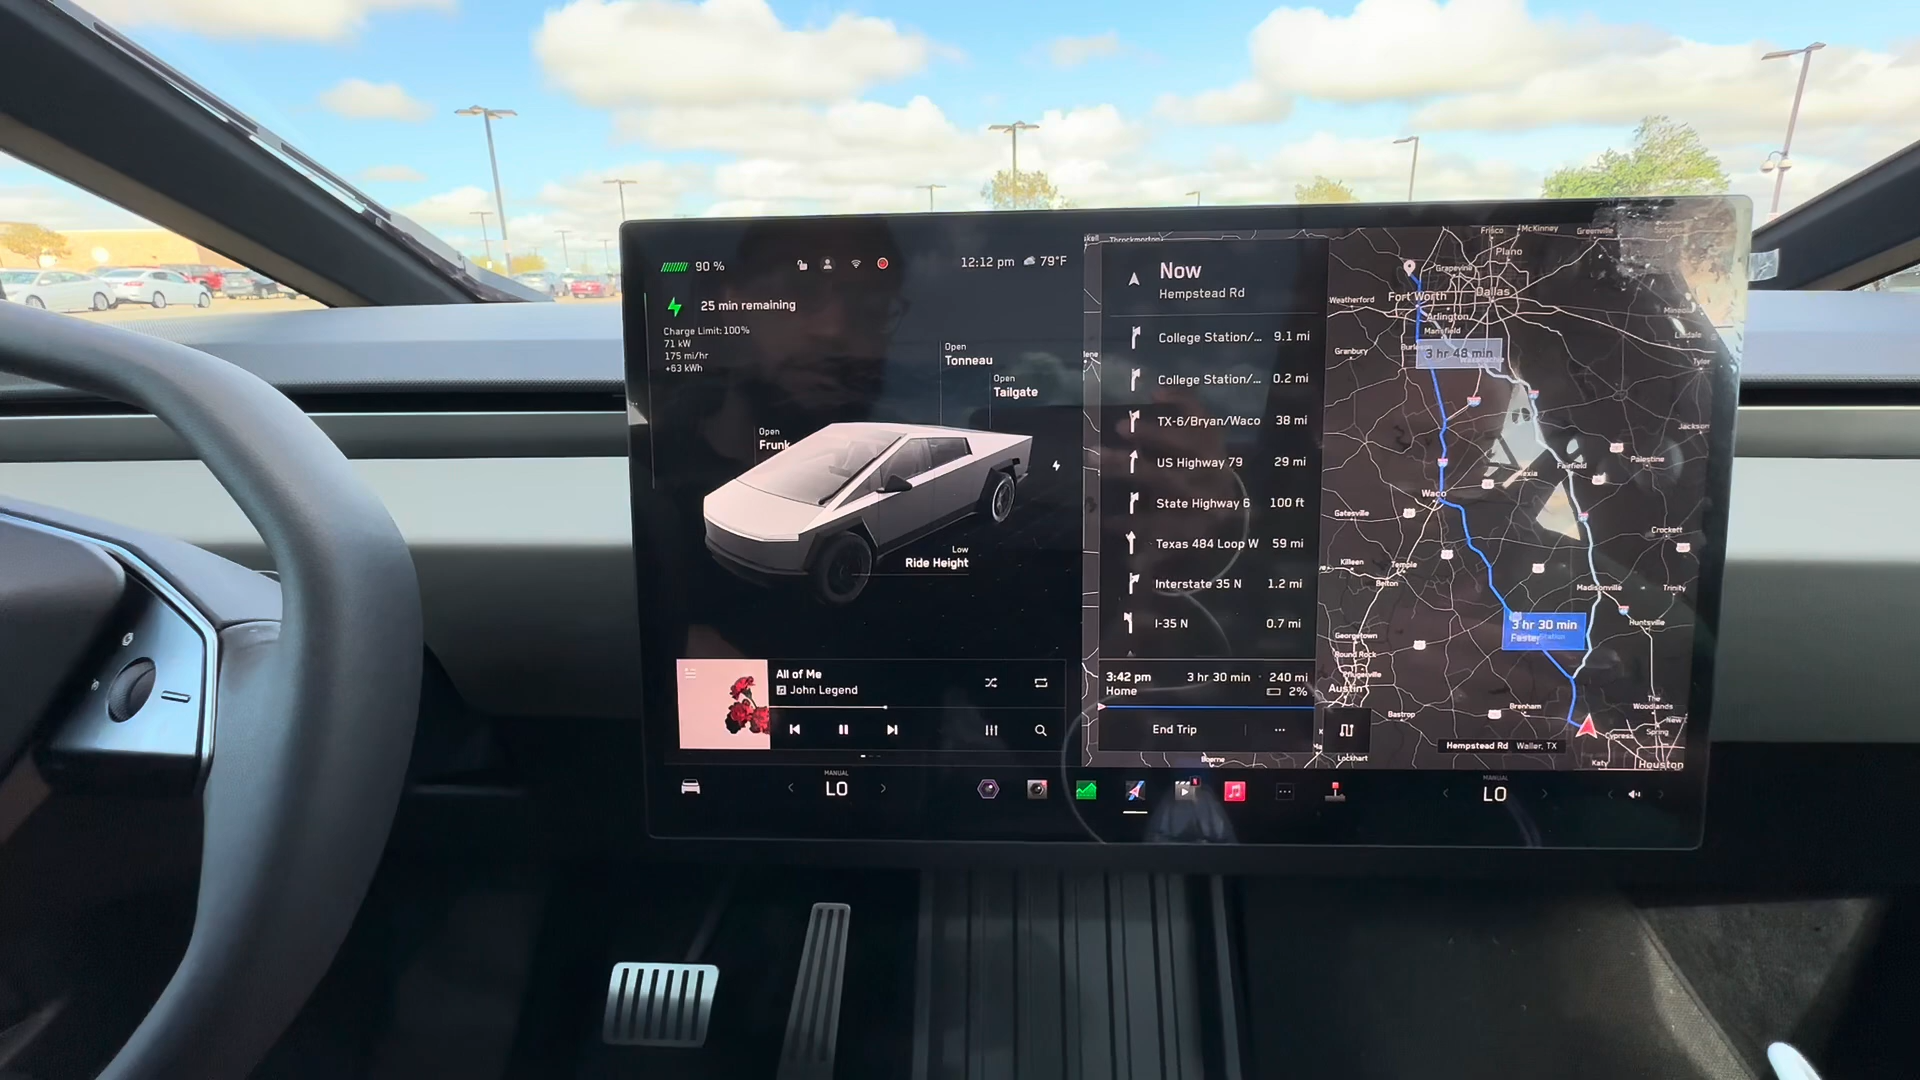 90 %
12:12 pm 79°F
25 min remaining
Charge Limit: 100%
71 kW
175 mi/hr
+63 kWh
Open
Tonneau
Open
Tailgate
Open
Frunk
Low
Ride Height
All of Me
John Legend
MANUAL
LO
Now
Hempstead Rd
College Station/... 9.1 mi
College Station/... 0.2 mi
TX-6/Bryan/Waco 38 mi
US Highway 79 29 mi
State Highway 6 100 ft
Texas 484 Loop W 59 mi
Interstate 35 N 1.2 mi
I-35 N 0.7 mi
3:42 pm 3 hr 30 min · 240 mi
Home 2%
End Trip ...
Throckmorton
Frisco
McKinney
Greenville
Plano
Grapevine
Weatherford
Fort Worth
Dallas
Arlington
Mansfield
Granbury
3 hr 48 min
Tyler
Jackson
Fairfield
Palestine
Waco
Gatesville
Crockett
Killeen
Temple
Belton
Madisonville
Trinity
3 hr 30 min
Faster
Huntsville
Georgetown
Round Rock
Pflugerville
Austin
Bastrop
Brenham
The
Woodlands
New
Spring
Cypress
Hempstead Rd Waller, TX
Boerne
Lockhart
Katy
Houston
MANUAL
LO